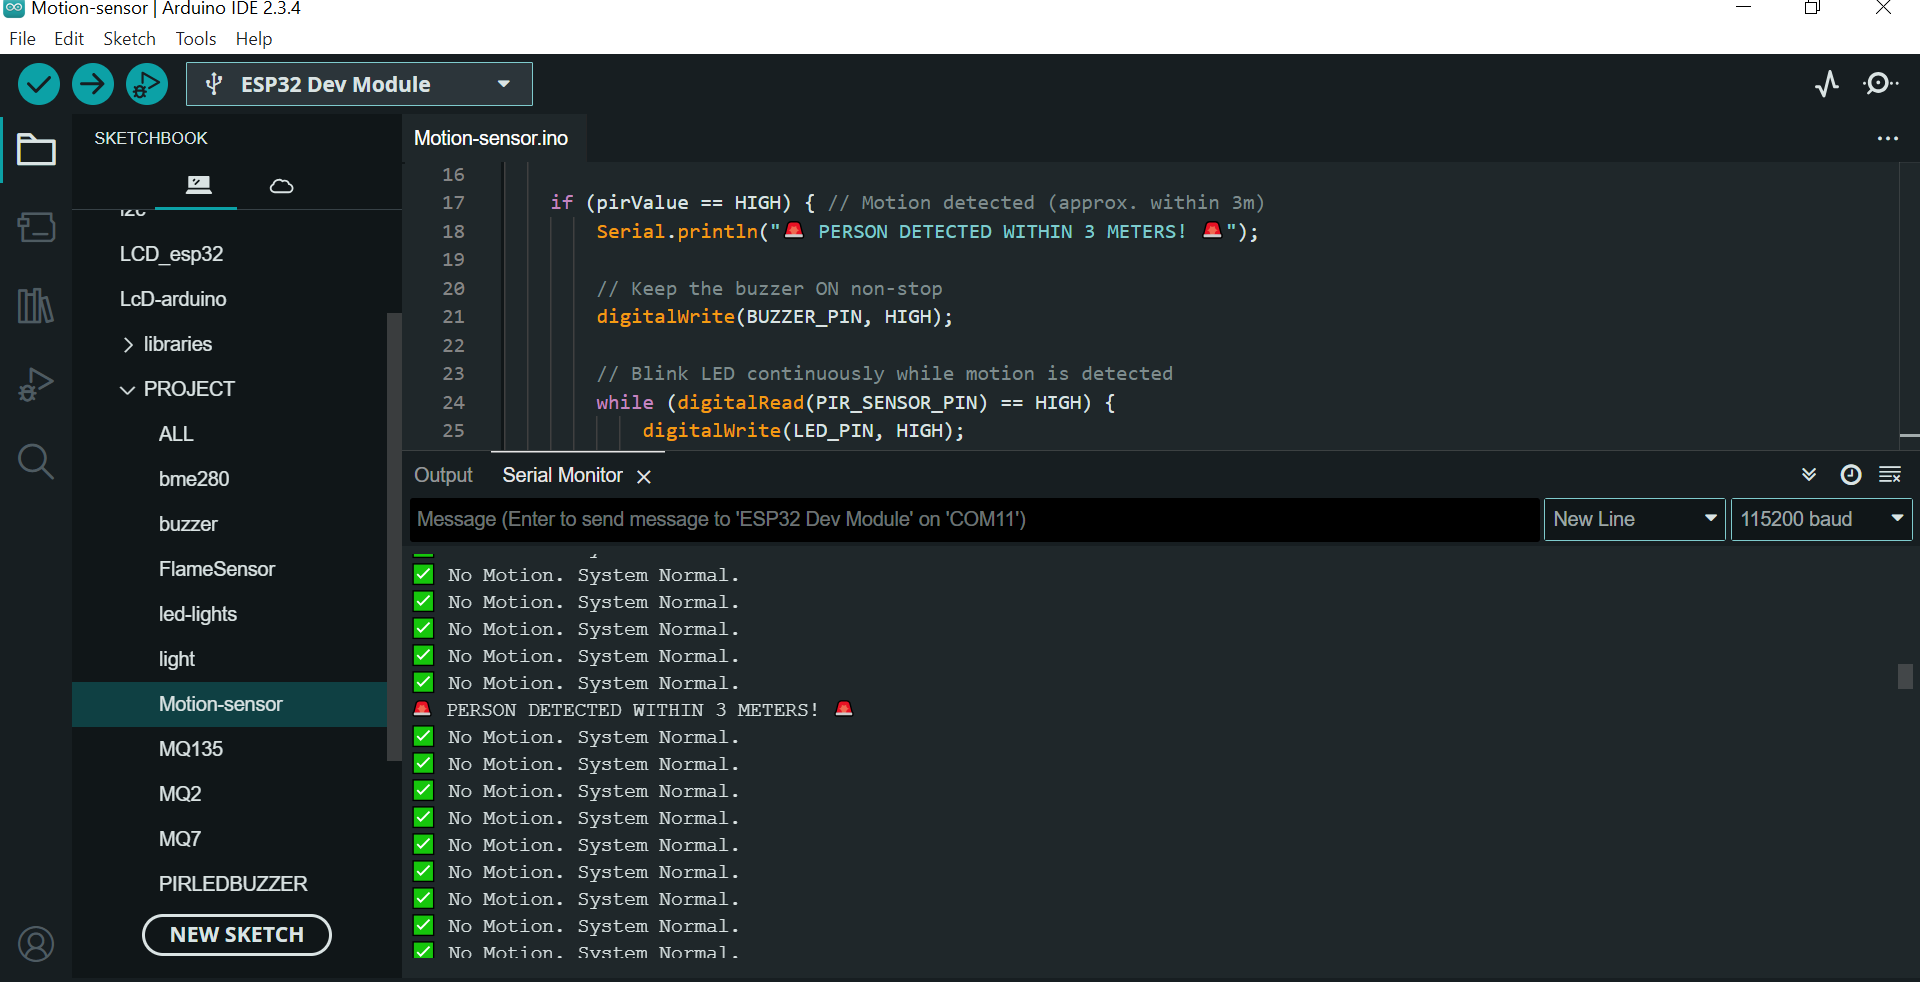 Motion-sensor | Arduino IDE 2.3.4
File Edit Sketch Tools Help
ESP32 Dev Module
SKETCHBOOK
LCD_esp32
LcD-arduino
libraries
PROJECT
ALL
bme280
buzzer
FlameSensor
led-lights
light
Motion-sensor
MQ135
MQ2
MQ7
PIRLEDBUZZER
NEW SKETCH
Motion-sensor.ino
16
17 if (pirValue == HIGH) { // Motion detected (approx. within 3m)
18 Serial.println("🚨 PERSON DETECTED WITHIN 3 METERS! 🚨");
19
20 // Keep the buzzer ON non-stop
21 digitalWrite(BUZZER_PIN, HIGH);
22
23 // Blink LED continuously while motion is detected
24 while (digitalRead(PIR_SENSOR_PIN) == HIGH) {
25 digitalWrite(LED_PIN, HIGH);
Output Serial Monitor
Message (Enter to send message to 'ESP32 Dev Module' on 'COM11')
New Line
115200 baud
✅ No Motion. System Normal.
✅ No Motion. System Normal.
✅ No Motion. System Normal.
✅ No Motion. System Normal.
✅ No Motion. System Normal.
🚨 PERSON DETECTED WITHIN 3 METERS! 🚨
✅ No Motion. System Normal.
✅ No Motion. System Normal.
✅ No Motion. System Normal.
✅ No Motion. System Normal.
✅ No Motion. System Normal.
✅ No Motion. System Normal.
✅ No Motion. System Normal.
✅ No Motion. System Normal.
✅ No Motion. System Normal.